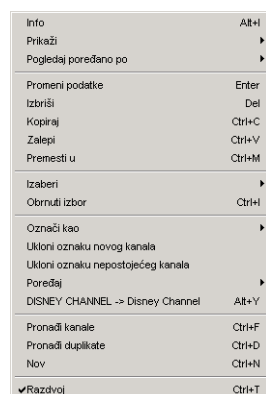 Info Alt+I
Prikaži
Pogledaj poređano po
Promeni podatke Enter
Izbriši Del
Kopiraj Ctrl+C
Zalepi Ctrl+V
Premesti u Ctrl+M
Izaberi
Obrnuti izbor Ctrl+I
Označi kao
Ukloni oznaku novog kanala
Ukloni oznaku nepostojećeg kanala
Poređaj
DISNEY CHANNEL -> Disney Channel Alt+Y
Pronađi kanale Ctrl+F
Pronađi duplikate Ctrl+D
Nov Ctrl+N
Razdvoj Ctrl+T